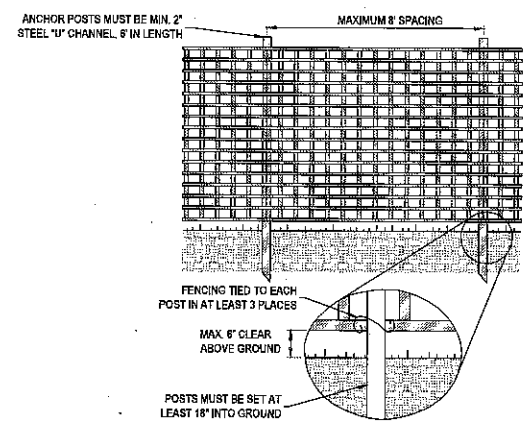 ANCHOR POSTS MUST BE MIN. 2"
STEEL "U" CHANNEL, 6' IN LENGTH
MAXIMUM 8' SPACING
FENCING TIED TO EACH
POST IN AT LEAST 3 PLACES
MAX. 6" CLEAR
ABOVE GROUND
POSTS MUST BE SET AT
LEAST 18" INTO GROUND